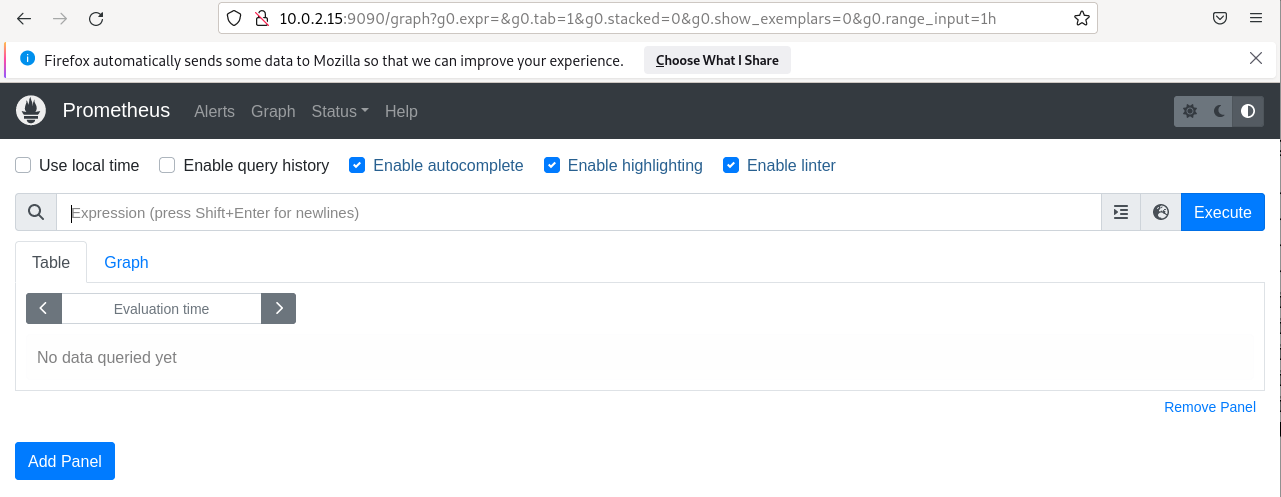 10.0.2.15:9090/graph?g0.expr=&g0.tab=1&g0.stacked=0&g0.show_exemplars=0&g0.range_input=1h
Firefox automatically sends some data to Mozilla so that we can improve your experience. Choose What I Share
Prometheus Alerts Graph Status Help
Use local time Enable query history Enable autocomplete Enable highlighting Enable linter
Expression (press Shift+Enter for newlines) Execute
Table Graph
Evaluation time
No data queried yet
Remove Panel
Add Panel